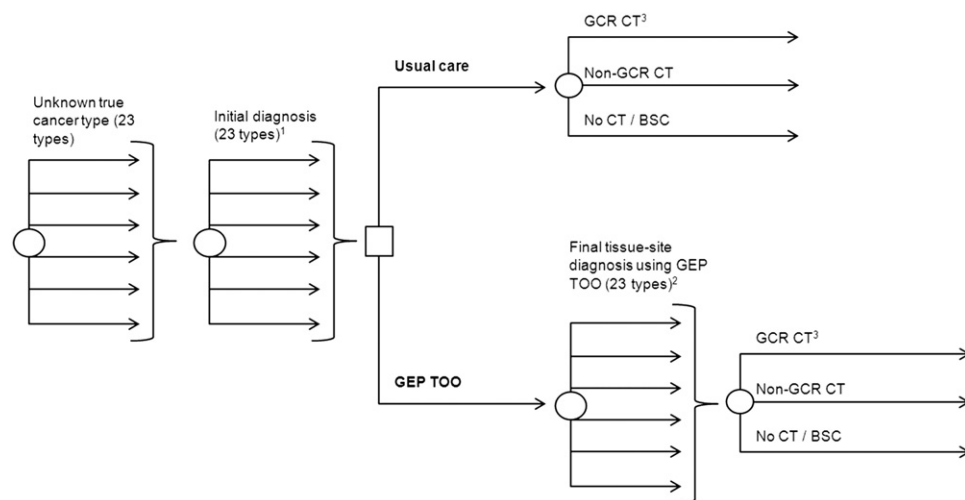 GCR CT³
Usual care
Non-GCR CT
No CT / BSC
Unknown true
cancer type (23
types)
Initial diagnosis
(23 types)¹
Final tissue-site
diagnosis using GEP
TOO (23 types)²
GEP TOO
GCR CT³
Non-GCR CT
No CT / BSC